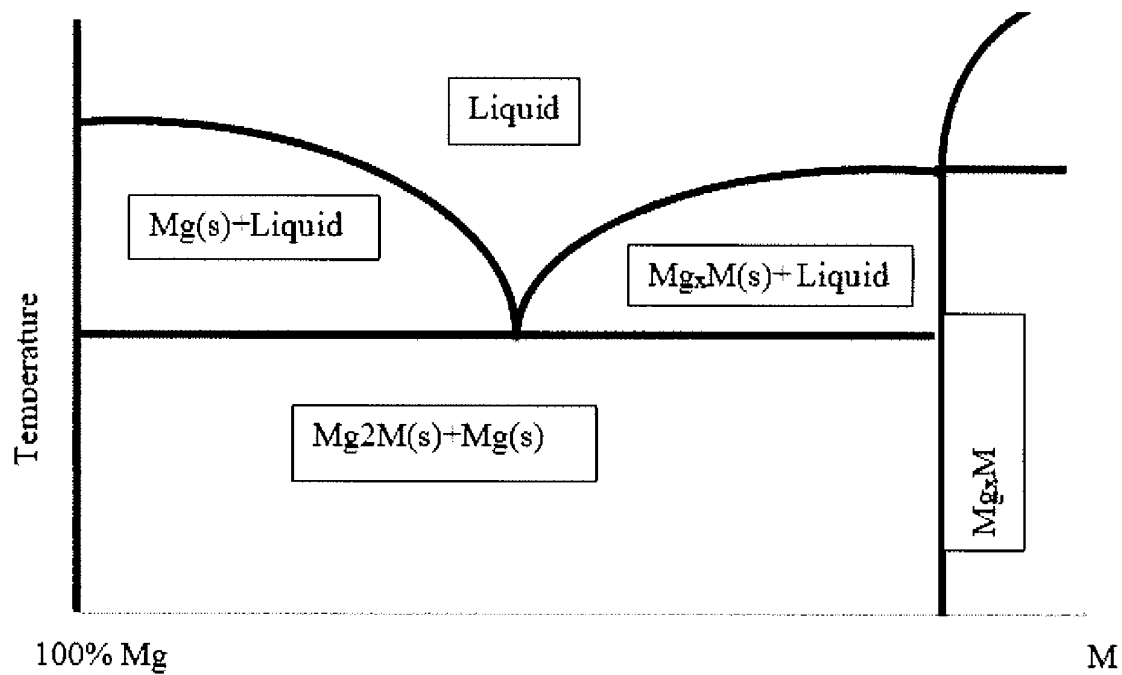 Liquid
Mg(s)+Liquid
MgxM(s)+Liquid
Temperature
Mg2M(s)+Mg(s)
MgxM
100% Mg
M